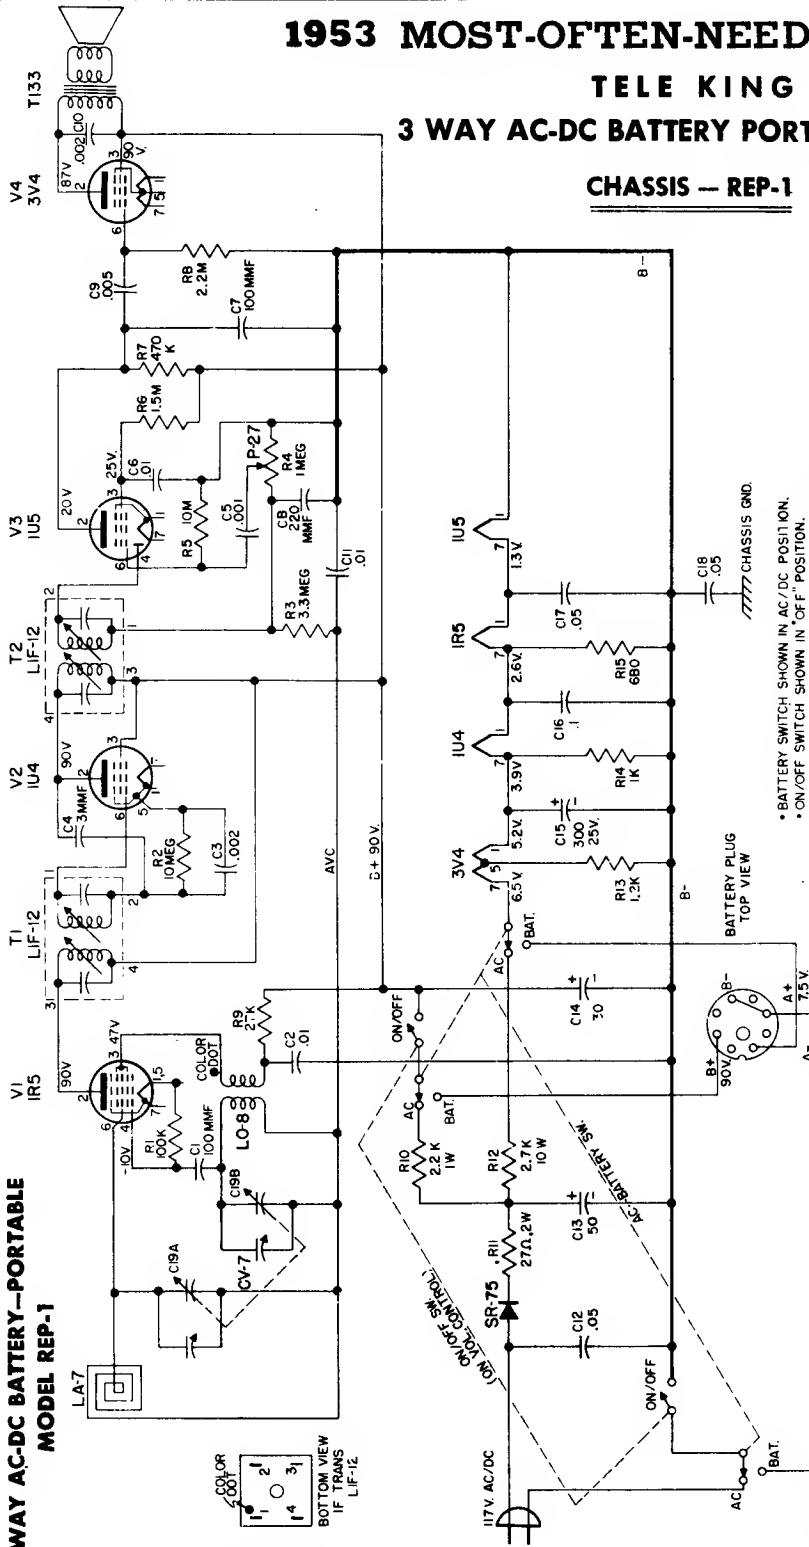 1953 MOST-OFTEN-NEED
TELE KING
3 WAY AC-DC BATTERY PORT
CHASSIS — REP-1
WAY AC-DC BATTERY—PORTABLE
MODEL REP-1
V1
1R5
T1
LIF-12
V2
1U4
T2
LIF-12
V3
1U5
V4
3V4
T133
C10
.002
87V
90
V.
C9
.005
R8
2.2M
C7
100MMF
R7
470
K
R6
1.5M
20V
25V.
C6
.01
R5
10M
C5
.001
P-27
R4
1MEG
C8
220
MMF
C11
.01
R3
3.3 MEG
90V
C4
3MMF
R2
10MEG
C3
.002
90V
47V
-10V
R1
100K
C1
100MMF
COLOR
DOT
LO-8
R9
27K
C2
.01
AVC
B+ 90V.
LA-7
C19A
C19B
CV-7
COLOR
DOT
1
2
3
4
BOTTOM VIEW
IF TRANS
LIF-12
117V. AC/DC
SR-75
R11
27Ω,2W
R10
2.2K
1W
R12
2.7K
10W
C12
.05
C13
50
C14
30
ON/OFF SW.
(ON VOL. CONTROL)
AC-BATTERY SW.
ON/OFF
AC
BAT.
ON/OFF
AC
BAT.
AC
BAT.
3V4
6.5V.
5.2V.
1U4
3.9V
1R5
2.6V.
1U5
1.3V.
C15
300
25V.
R13
1.2K
R14
1K
C16
.1
R15
680
C17
.05
C18
.05
CHASSIS GND.
B-
B-
BATTERY PLUG
TOP VIEW
B+
90V.
B-
A+
7.5V.
A-
* BATTERY SWITCH SHOWN IN AC/DC POSITION.
* ON/OFF SWITCH SHOWN IN "OFF" POSITION.